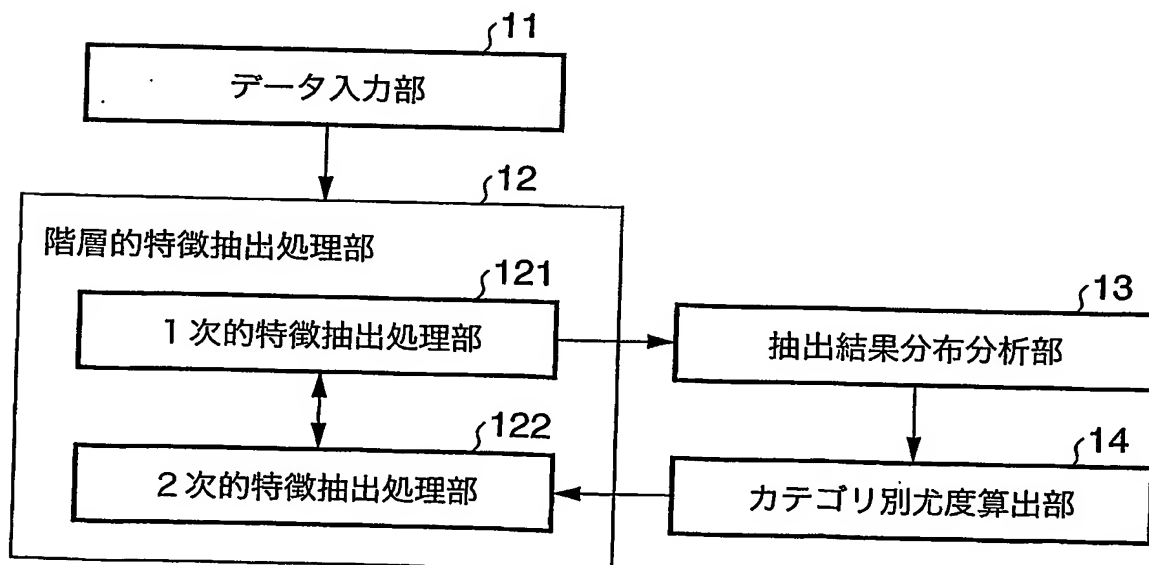 11
データ入力部
12
階層的特徴抽出処理部
121
1次的特徴抽出処理部
13
抽出結果分布分析部
122
2次的特徴抽出処理部
14
カテゴリ別尤度算出部